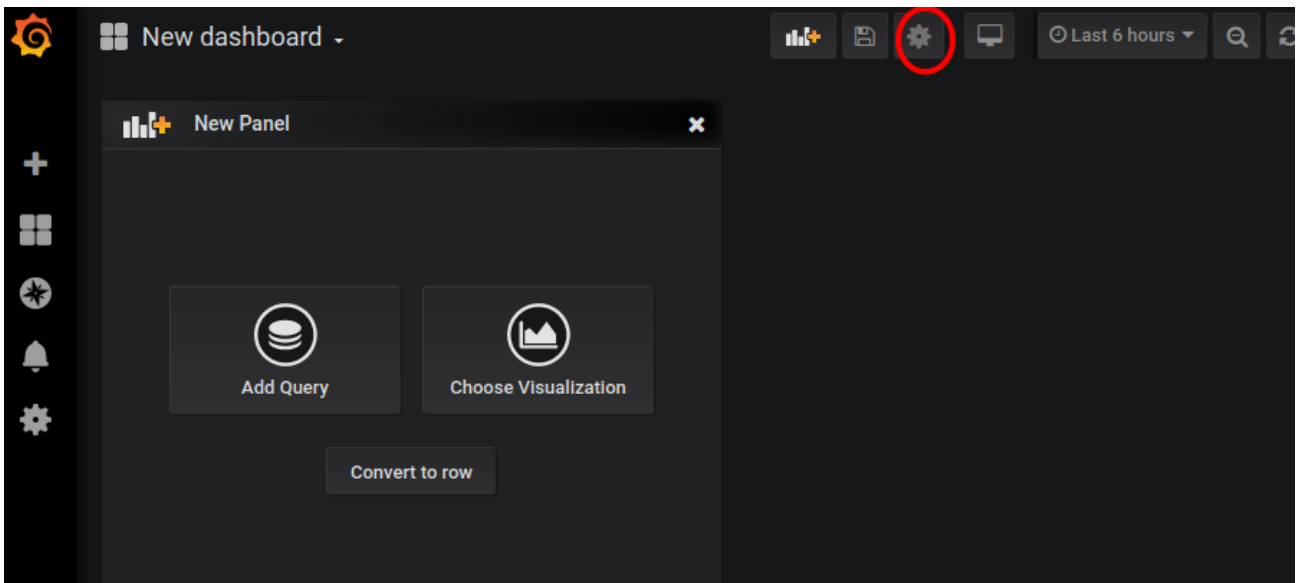 New dashboard
Last 6 hours
New Panel
Add Query
Choose Visualization
Convert to row